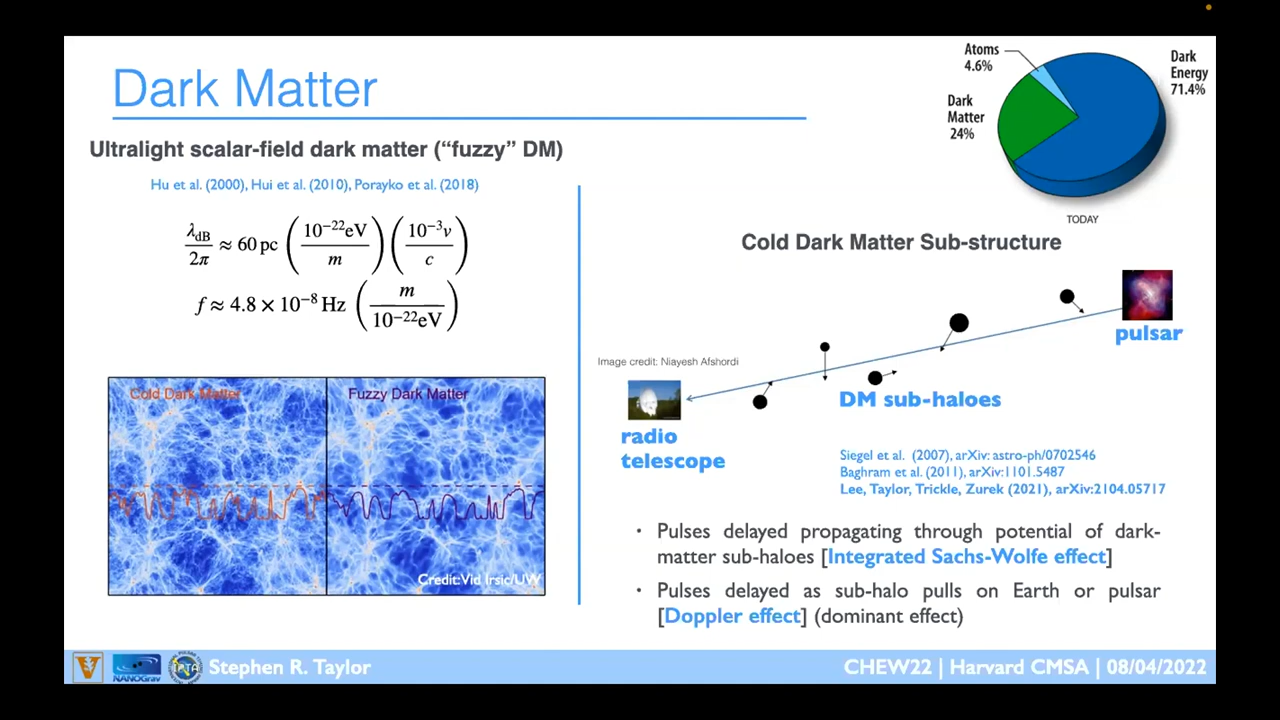 Dark Matter
Atoms
4.6%
Dark
Energy
71.4%
Dark
Matter
24%
TODAY
Ultralight scalar-field dark matter (“fuzzy” DM)
Hu et al. (2000), Hui et al. (2010), Porayko et al. (2018)
λdB/2π ≈ 60 pc (10⁻²²eV/m) (10⁻³v/c)
f ≈ 4.8 × 10⁻⁸ Hz (m/10⁻²²eV)
Cold Dark Matter
Fuzzy Dark Matter
Credit:Vid Irsic/UW
Cold Dark Matter Sub-structure
pulsar
Image credit: Niayesh Afshordi
DM sub-haloes
radio
telescope
Siegel et al. (2007), arXiv: astro-ph/0702546
Baghram et al. (2011), arXiv:1101.5487
Lee, Taylor, Trickle, Zurek (2021), arXiv:2104.05717
• Pulses delayed propagating through potential of dark-
matter sub-haloes [Integrated Sachs-Wolfe effect]
• Pulses delayed as sub-halo pulls on Earth or pulsar
[Doppler effect] (dominant effect)
V
NANOGrav
IPTA
Stephen R. Taylor
CHEW22 | Harvard CMSA | 08/04/2022